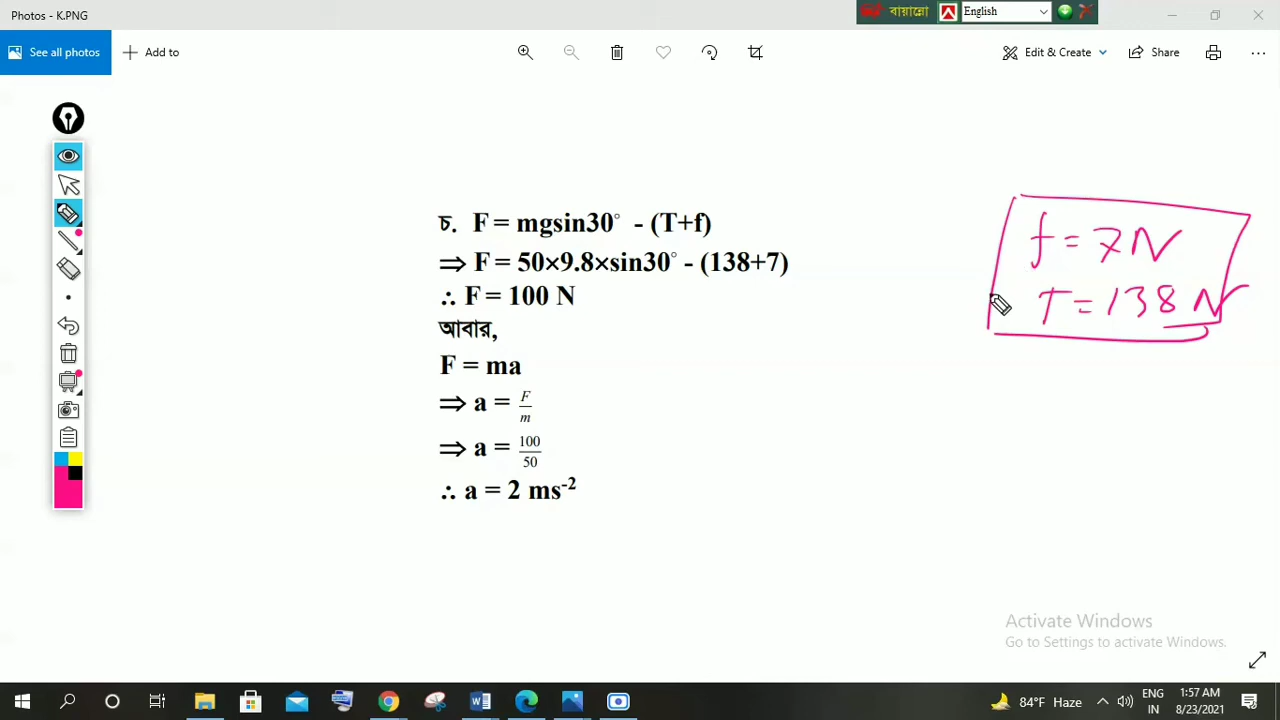 Photos - K.PNG
বায়ান্নো
English
See all photos
Add to
Edit & Create
Share
চ. F = mgsin30° - (T+f)
⇒ F = 50×9.8×sin30° - (138+7)
∴ F = 100 N
আবার,
F = ma
⇒ a = F/m
⇒ a = 100/50
∴ a = 2 ms⁻²
f = 7N
T = 138 N
Activate Windows
Go to Settings to activate Windows.
84°F Haze
ENG
IN
1:57 AM
8/23/2021